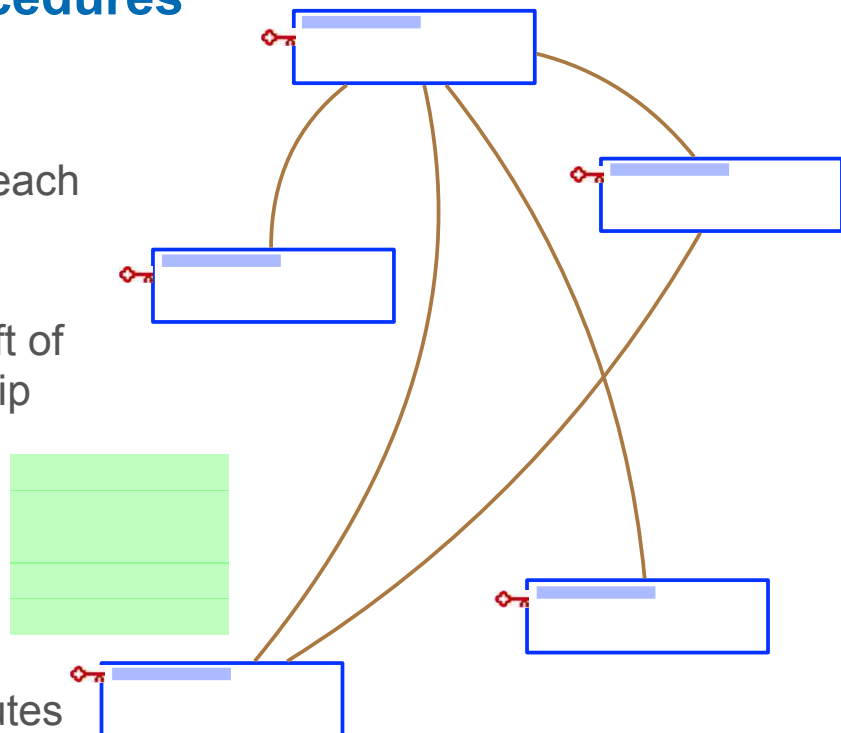 cedures
each
ft of
ip
utes